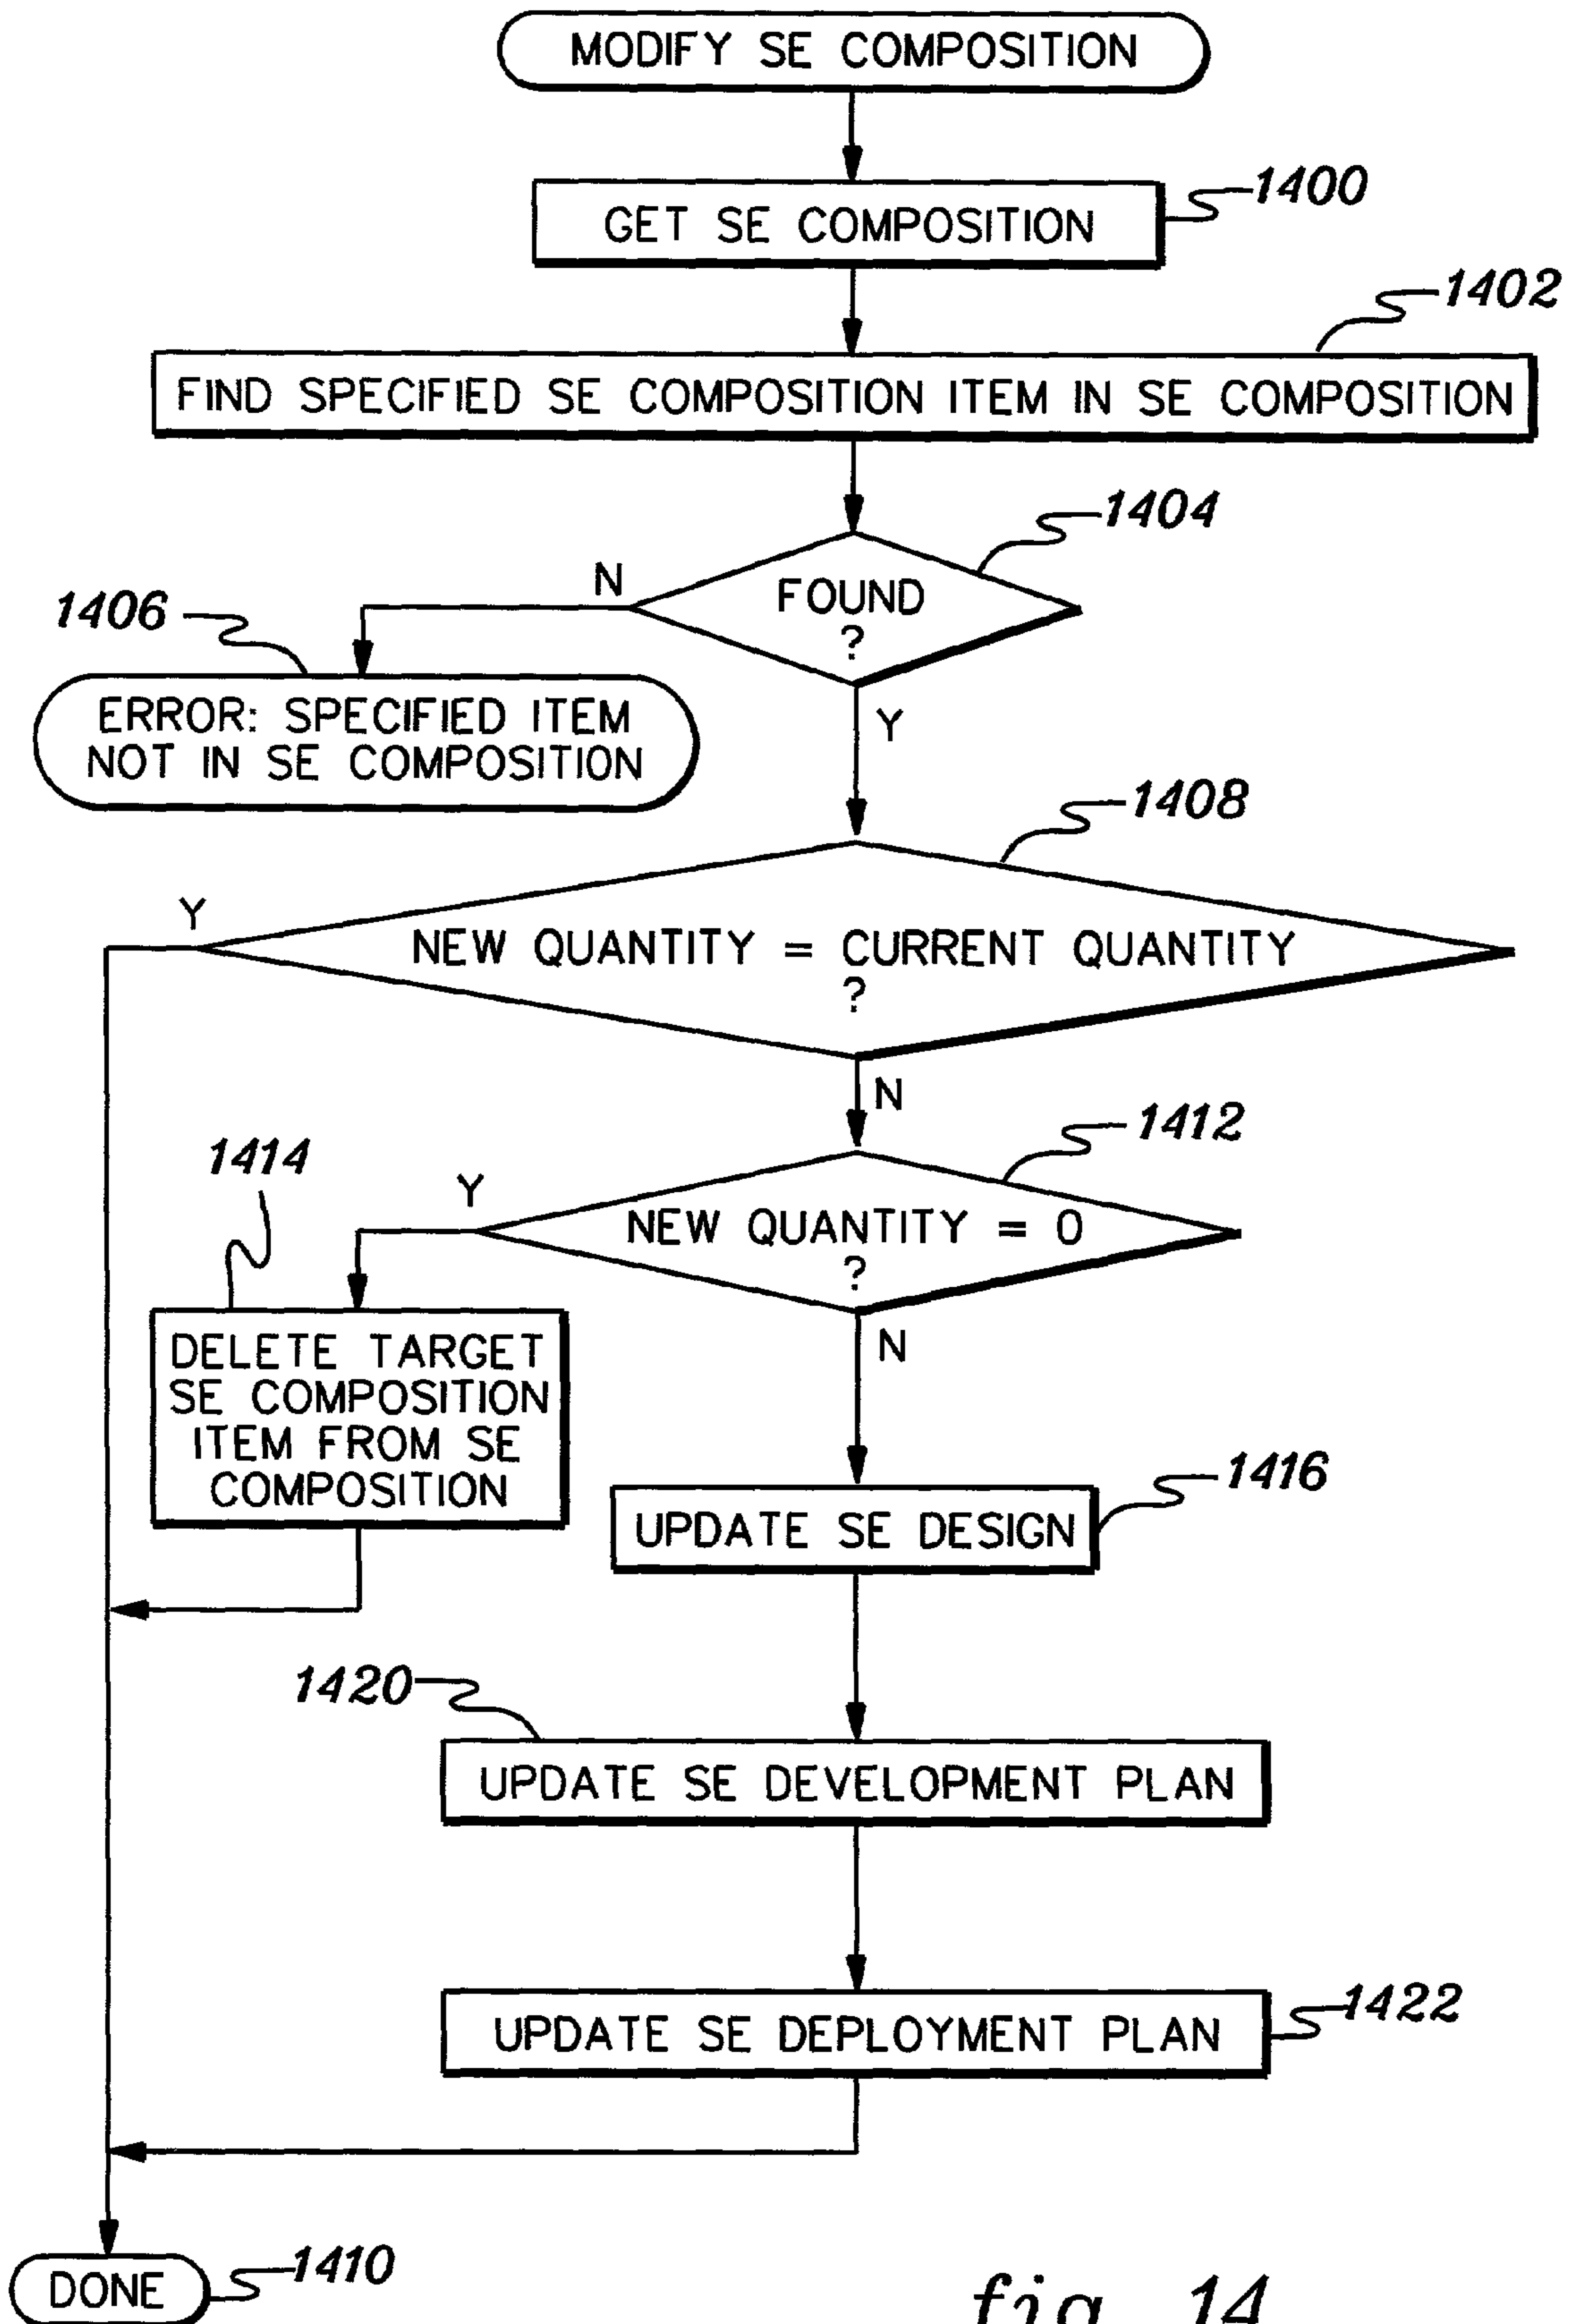 MODIFY SE COMPOSITION
GET SE COMPOSITION
1400
1402
FIND SPECIFIED SE COMPOSITION ITEM IN SE COMPOSITION
1404
N
FOUND
?
1406
ERROR: SPECIFIED ITEM
NOT IN SE COMPOSITION
Y
1408
Y
NEW QUANTITY = CURRENT QUANTITY
?
N
1412
1414
Y
NEW QUANTITY = 0
?
N
DELETE TARGET
SE COMPOSITION
ITEM FROM SE
COMPOSITION
1416
UPDATE SE DESIGN
1420
UPDATE SE DEVELOPMENT PLAN
UPDATE SE DEPLOYMENT PLAN
1422
DONE
1410
fig. 14